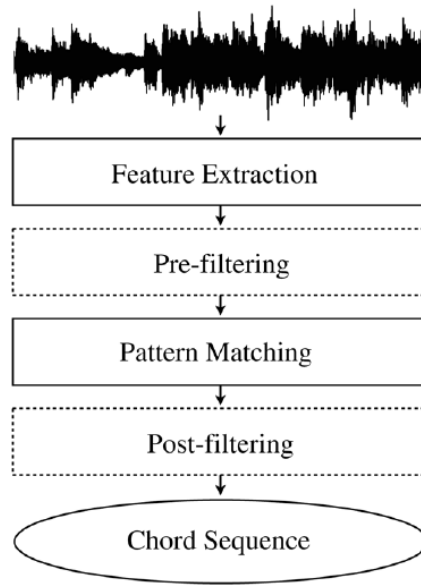 Feature Extraction
Pre-filtering
Pattern Matching
Post-filtering
Chord Sequence